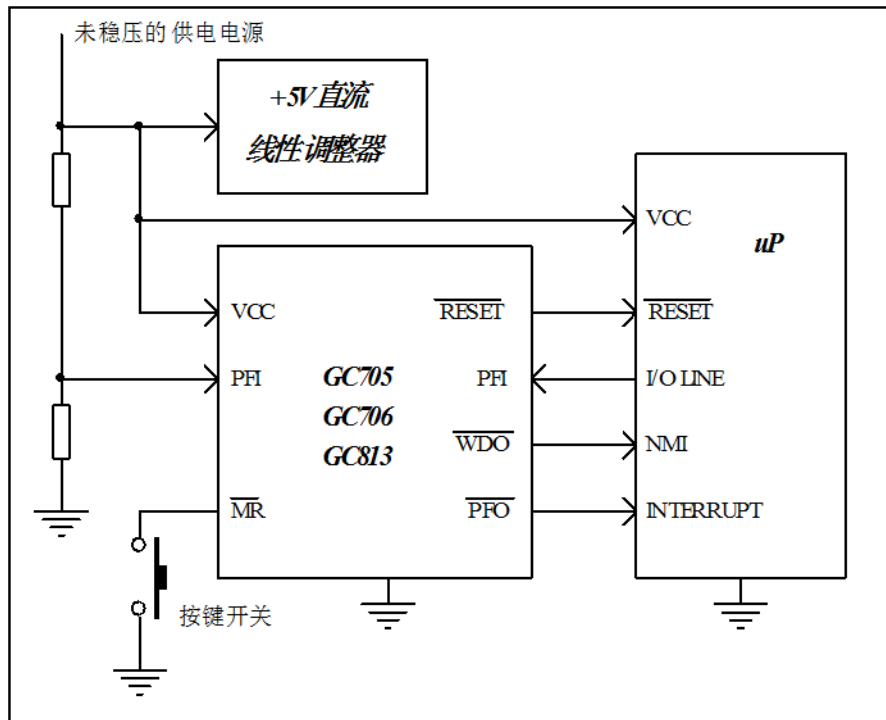 未稳压的供电电源
+5V直流
线性调整器
VCC
uP
VCC
RESET
RESET
PFI
GC705
PFI
I/O LINE
GC706
GC813
WDO
NMI
MR
PFO
INTERRUPT
按键开关